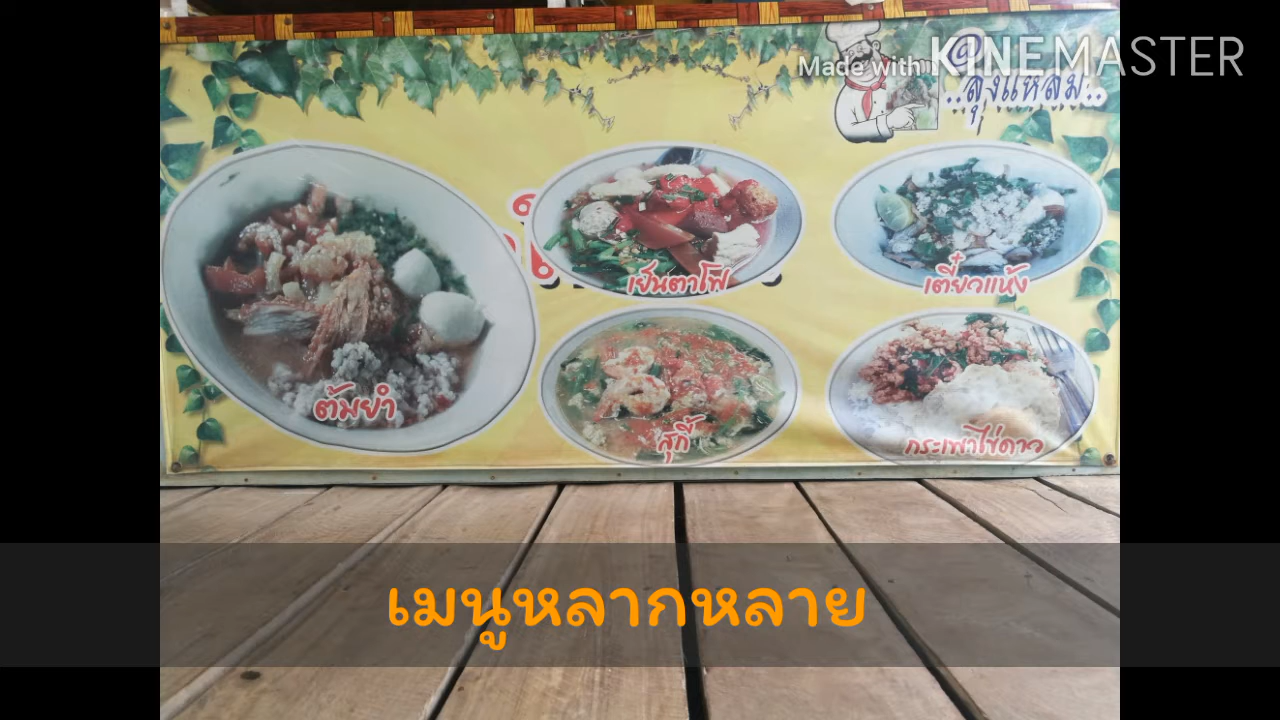 Made with KINEMASTER
..ลุงแหลม..
เย็นตาโฟ
เตี๋ยวแห้ง
ต้มยำ
สุกี้
กระเพาไข่ดาว
เมนูหลากหลาย